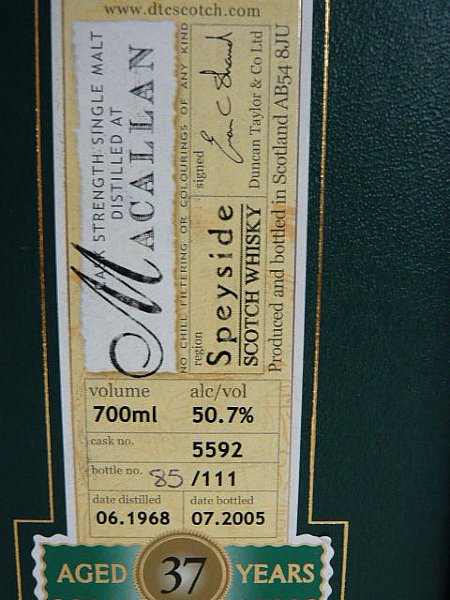 www.dtcscotch.com
CASK STRENGTH SINGLE MALT
DISTILLED AT
MACALLAN
NO CHILL FILTERING OR COLOURINGS OF ANY KIND
region
signed Euan C Shand
Speyside
SCOTCH WHISKY
Duncan Taylor & Co Ltd
Produced and bottled in Scotland AB54 8JU
volume alc/vol
700ml 50.7%
cask no.
5592
bottle no. 85 /111
date distilled date bottled
06.1968 07.2005
AGED 37 YEARS